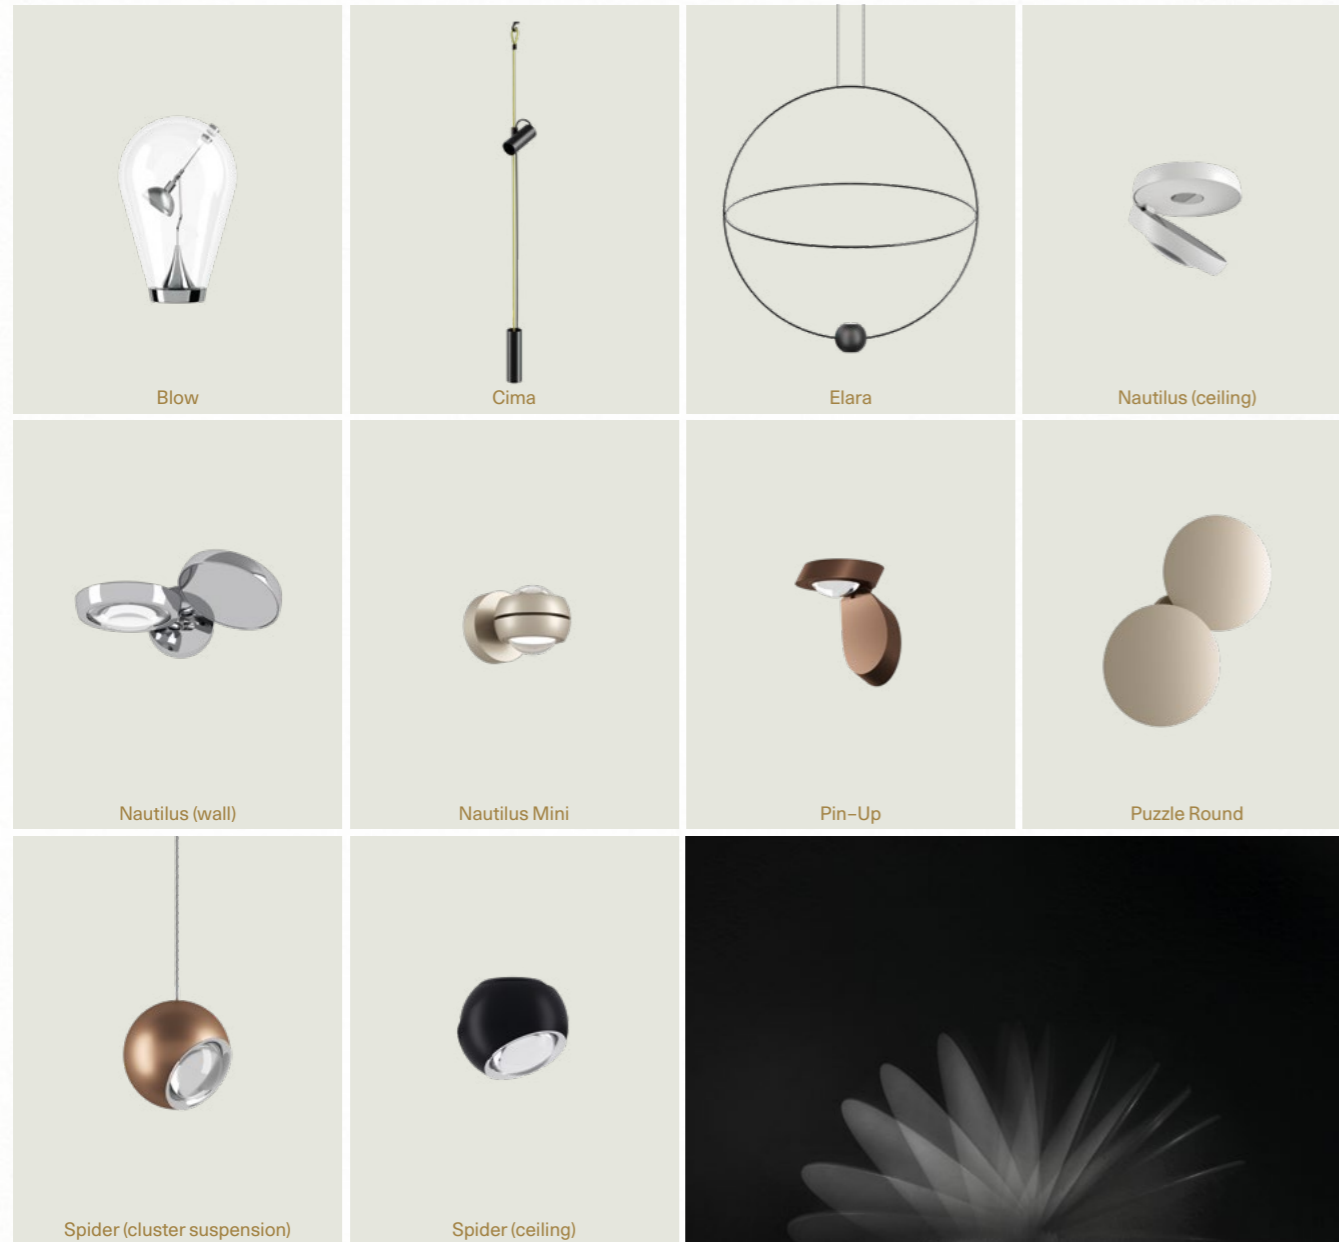 Blow
Cima
Elara
Nautilus (ceiling)
Nautilus (wall)
Nautilus Mini
Pin-Up
Puzzle Round
Spider (cluster suspension)
Spider (ceiling)